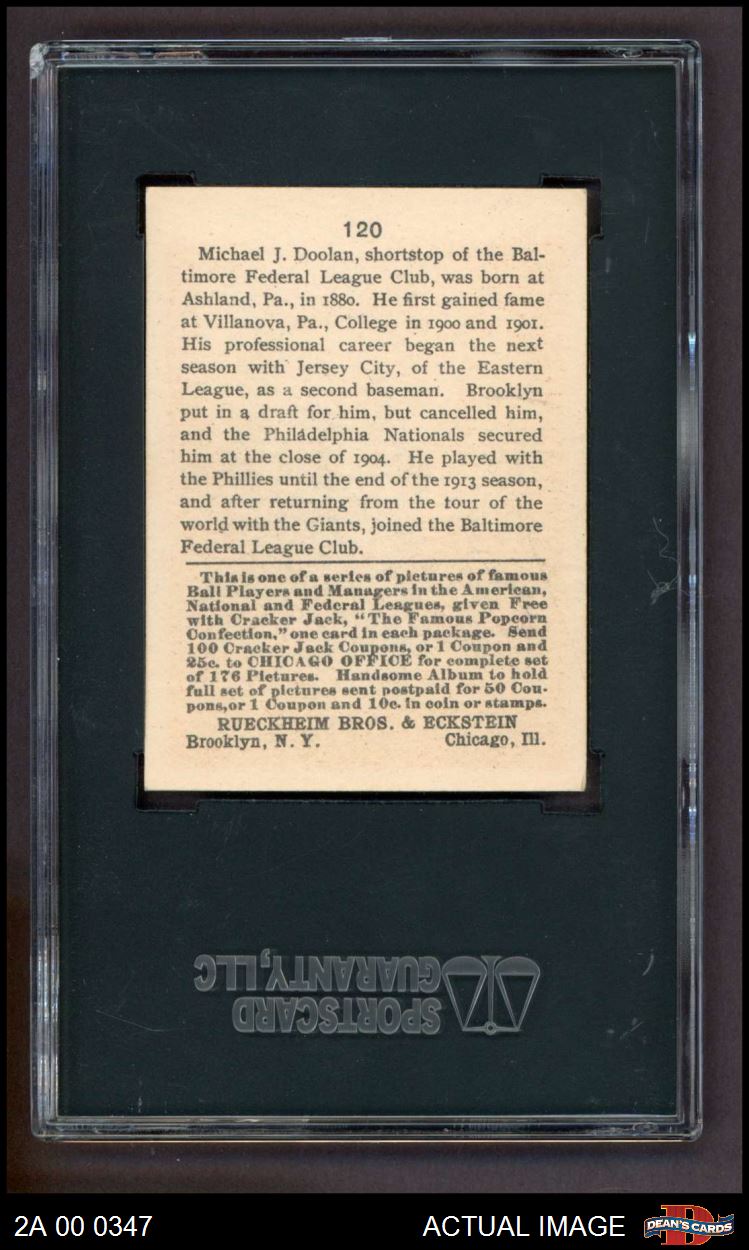 120
Michael J. Doolan, shortstop of the Bal-
timore Federal League Club, was born at
Ashland, Pa., in 1880. He first gained fame
at Villanova, Pa., College in 1900 and 1901.
His professional career began the next
season with Jersey City, of the Eastern
League, as a second baseman. Brooklyn
put in a draft for him, but cancelled him,
and the Philadelphia Nationals secured
him at the close of 1904. He played with
the Phillies until the end of the 1913 season,
and after returning from the tour of the
world with the Giants, joined the Baltimore
Federal League Club.
This is one of a series of pictures of famous
Ball Players and Managers in the American,
National and Federal Leagues, given Free
with Cracker Jack, "The Famous Popcorn
Confection," one card in each package. Send
100 Cracker Jack Coupons, or 1 Coupon and
25c. to CHICAGO OFFICE for complete set
of 176 Pictures. Handsome Album to hold
full set of pictures sent postpaid for 50 Cou-
pons, or 1 Coupon and 10c. in coin or stamps.
RUECKHEIM BROS. & ECKSTEIN
Brooklyn, N. Y. Chicago, Ill.
SPORTSCARD
GUARANTY, LLC
2A 00 0347 ACTUAL IMAGE DEAN'S CARDS